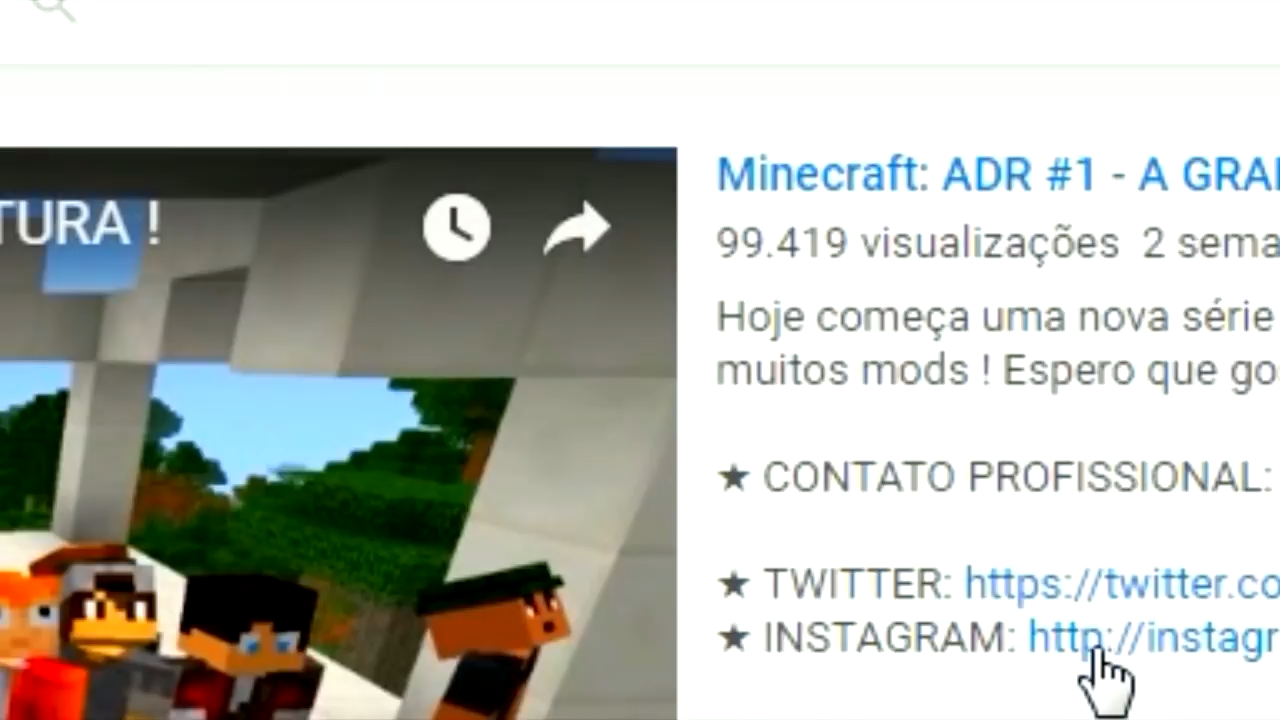 TURA !
Minecraft: ADR #1 - A GRA
99.419 visualizações 2 sema
Hoje começa uma nova série
muitos mods ! Espero que go
★ CONTATO PROFISSIONAL:
★ TWITTER: https://twitter.co
★ INSTAGRAM: http://instagr